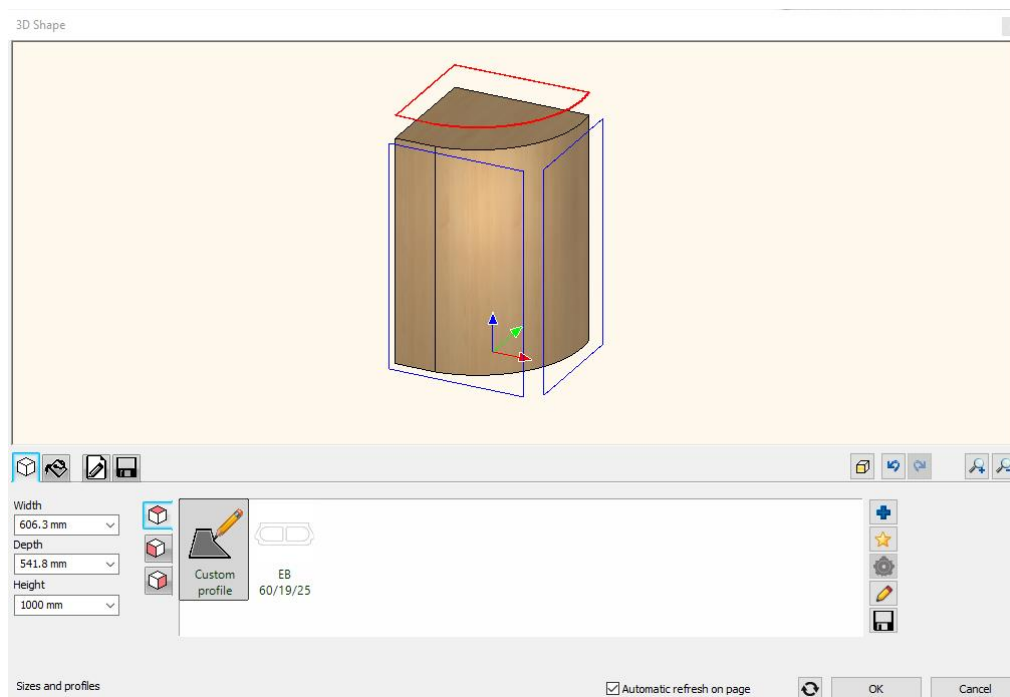 3D Shape
Width
606.3 mm
Depth
541.8 mm
Height
1000 mm
Custom
profile
EB
60/19/25
Sizes and profiles
Automatic refresh on page
OK
Cancel